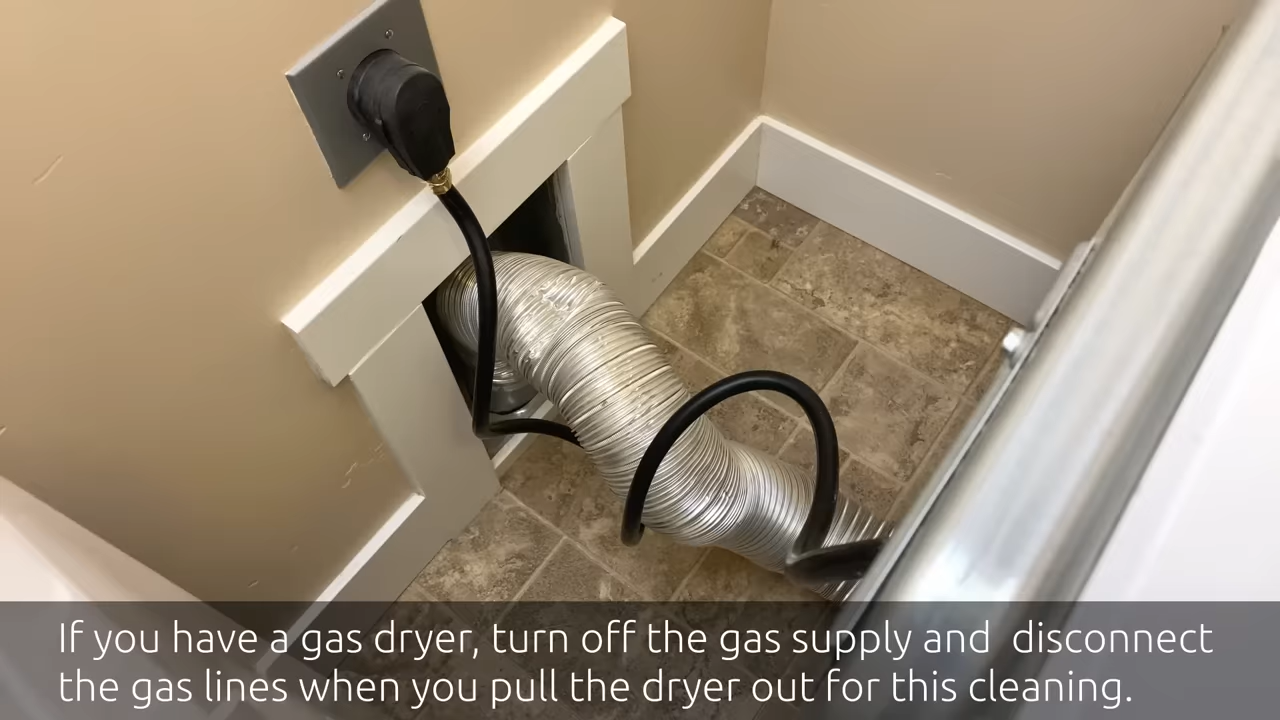 If you have a gas dryer, turn off the gas supply and  disconnect
the gas lines when you pull the dryer out for this cleaning.